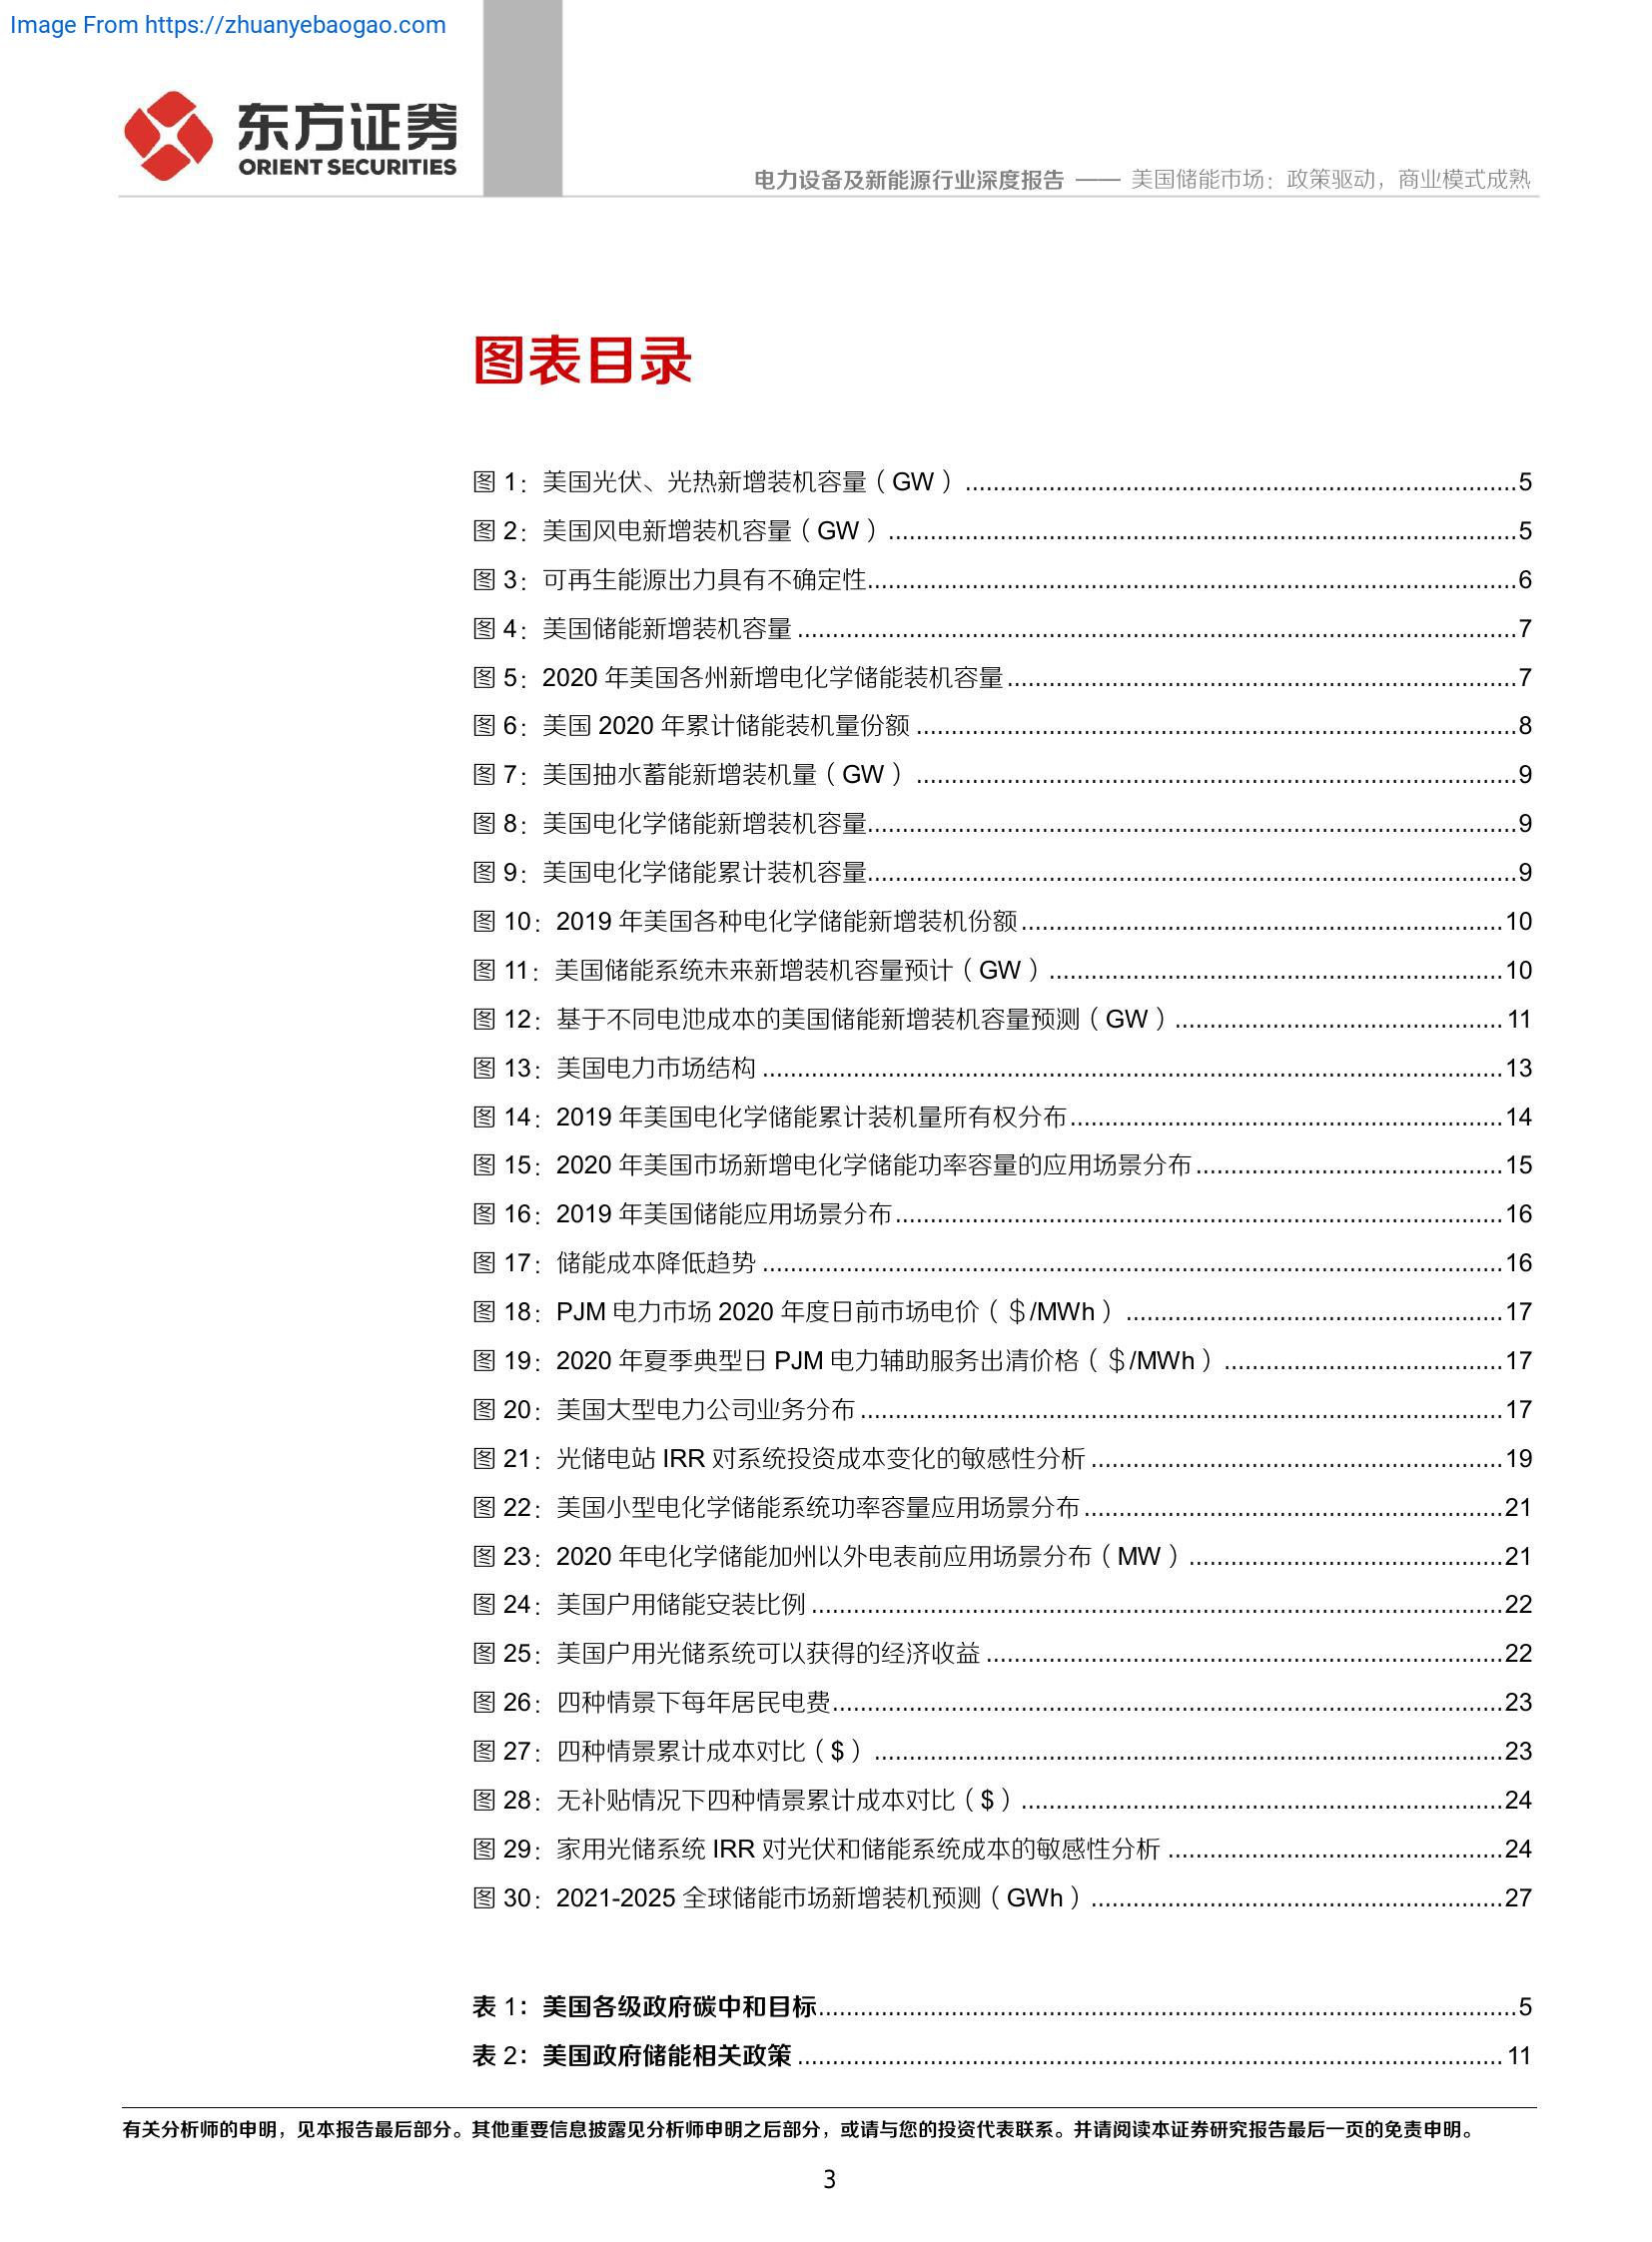 Image From https://zhuanyebaogao.com
东方证券
ORIENT SECURITIES
电力设备及新能源行业深度报告 —— 美国储能市场：政策驱动，商业模式成熟
图表目录
图 1：美国光伏、光热新增装机容量（GW）......5
图 2：美国风电新增装机容量（GW）......5
图 3：可再生能源出力具有不确定性......6
图 4：美国储能新增装机容量......7
图 5：2020 年美国各州新增电化学储能装机容量......7
图 6：美国 2020 年累计储能装机量份额......8
图 7：美国抽水蓄能新增装机量（GW）......9
图 8：美国电化学储能新增装机容量......9
图 9：美国电化学储能累计装机容量......9
图 10：2019 年美国各种电化学储能新增装机份额......10
图 11：美国储能系统未来新增装机容量预计（GW）......10
图 12：基于不同电池成本的美国储能新增装机容量预测（GW）......11
图 13：美国电力市场结构......13
图 14：2019 年美国电化学储能累计装机量所有权分布......14
图 15：2020 年美国市场新增电化学储能功率容量的应用场景分布......15
图 16：2019 年美国储能应用场景分布......16
图 17：储能成本降低趋势......16
图 18：PJM 电力市场 2020 年度日前市场电价（＄/MWh）......17
图 19：2020 年夏季典型日 PJM 电力辅助服务出清价格（＄/MWh）......17
图 20：美国大型电力公司业务分布......17
图 21：光储电站 IRR 对系统投资成本变化的敏感性分析......19
图 22：美国小型电化学储能系统功率容量应用场景分布......21
图 23：2020 年电化学储能加州以外电表前应用场景分布（MW）......21
图 24：美国户用储能安装比例......22
图 25：美国户用光储系统可以获得的经济收益......22
图 26：四种情景下每年居民电费......23
图 27：四种情景累计成本对比（$）......23
图 28：无补贴情况下四种情景累计成本对比（$）......24
图 29：家用光储系统 IRR 对光伏和储能系统成本的敏感性分析......24
图 30：2021-2025 全球储能市场新增装机预测（GWh）......27
表 1：美国各级政府碳中和目标......5
表 2：美国政府储能相关政策......11
有关分析师的申明，见本报告最后部分。其他重要信息披露见分析师申明之后部分，或请与您的投资代表联系。并请阅读本证券研究报告最后一页的免责申明。
3